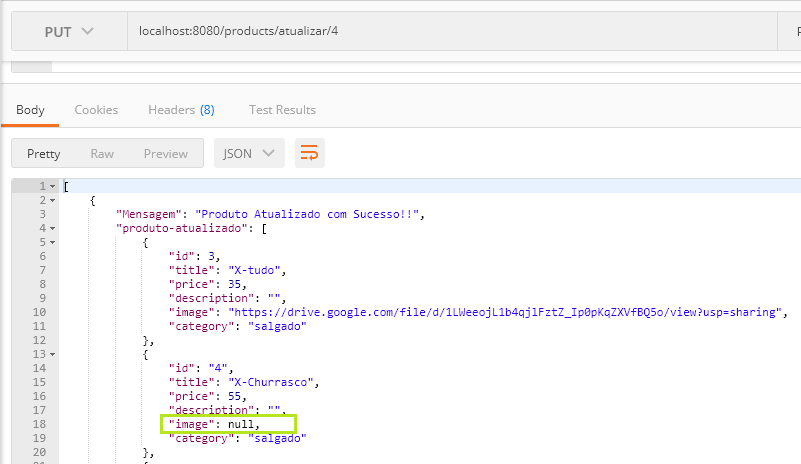 PUT localhost:8080/products/atualizar/4
Body Cookies Headers (8) Test Results
Pretty Raw Preview JSON
1 [
2 {
3 "Mensagem": "Produto Atualizado com Sucesso!!",
4 "produto-atualizado": [
5 {
6 "id": 3,
7 "title": "X-tudo",
8 "price": 35,
9 "description": "",
10 "image": "https://drive.google.com/file/d/1LWeeojL1b4qjlFztZ_Ip0pKqZXVfBQ5o/view?usp=sharing",
11 "category": "salgado"
12 },
13 {
14 "id": "4",
15 "title": "X-Churrasco",
16 "price": 55,
17 "description": "",
18 "image": null,
19 "category": "salgado"
20 },